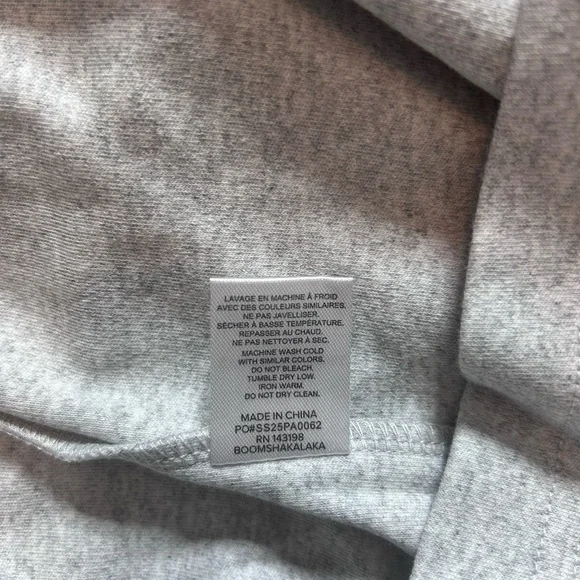 LAVAGE EN MACHINE À FROID
AVEC DES COULEURS SIMILAIRES.
NE PAS JAVELLISER.
SÉCHER À BASSE TEMPÉRATURE.
REPASSER AU CHAUD.
NE PAS NETTOYER À SEC.
MACHINE WASH COLD
WITH SIMILAR COLORS.
DO NOT BLEACH.
TUMBLE DRY LOW.
IRON WARM.
DO NOT DRY CLEAN.
MADE IN CHINA
PO#SS25PA0062
RN 143198
BOOMSHAKALAKA